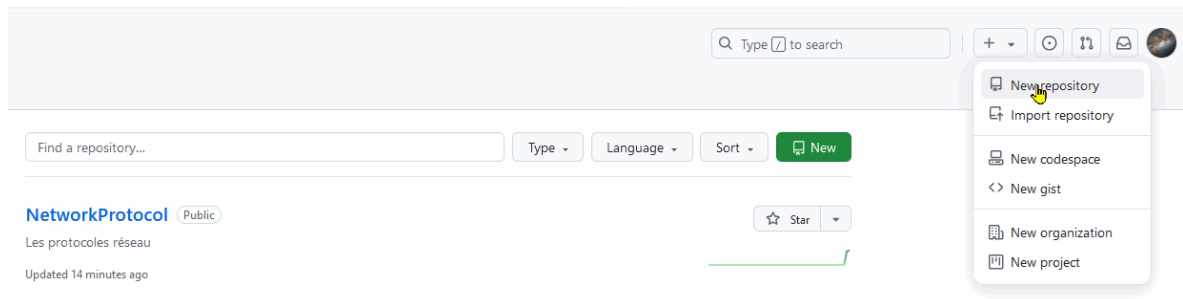 Type / to search
New repository
Import repository
New codespace
New gist
New organization
New project
Find a repository...
Type
Language
Sort
New
NetworkProtocol
Public
Star
Les protocoles réseau
Updated 14 minutes ago